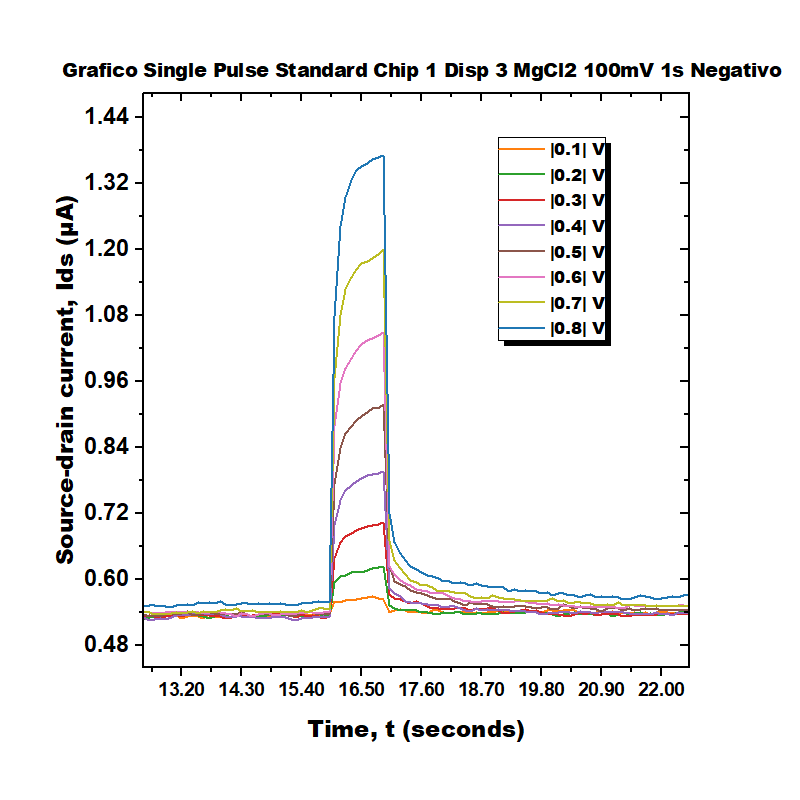 Grafico Single Pulse Standard Chip 1 Disp 3 MgCl2 100mV 1s Negativo
1.44
1.32
1.20
1.08
0.96
0.84
0.72
0.60
0.48
Source-drain current, Ids (µA)
|0.1| V
|0.2| V
|0.3| V
|0.4| V
|0.5| V
|0.6| V
|0.7| V
|0.8| V
13.20 14.30 15.40 16.50 17.60 18.70 19.80 20.90 22.00
Time, t (seconds)